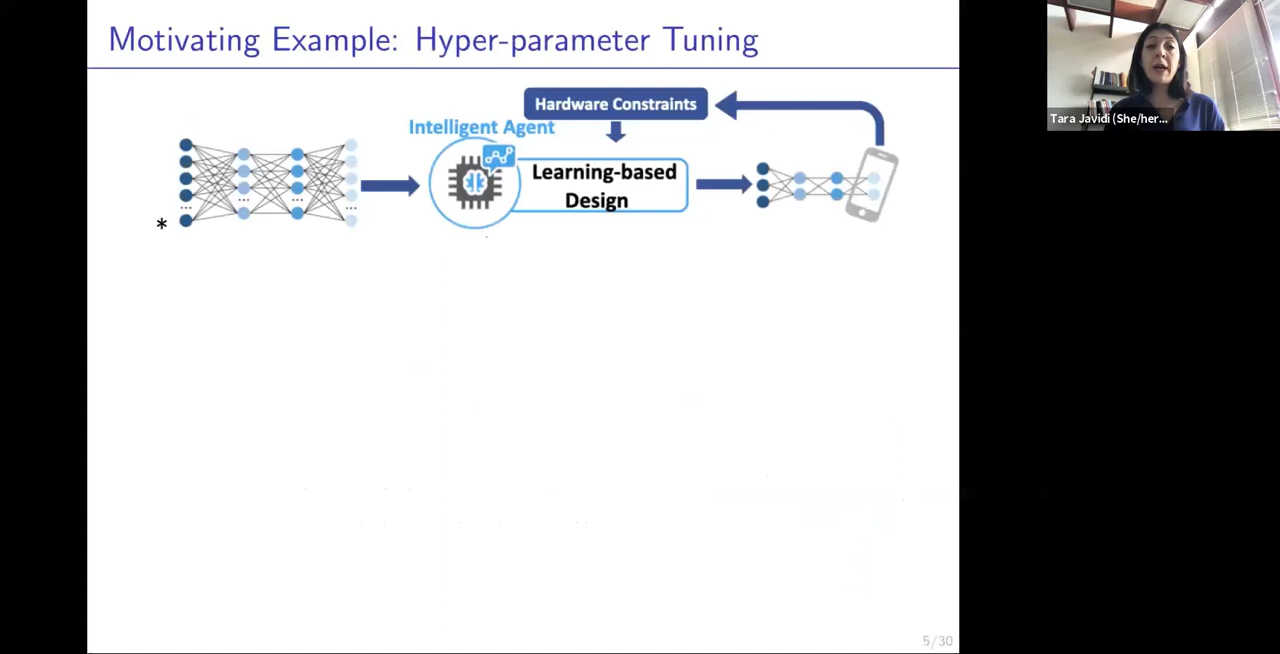 Motivating Example: Hyper-parameter Tuning
Hardware Constraints
Intelligent Agent
Learning-based
Design
*
Tara Javidi (She/her...
5/30